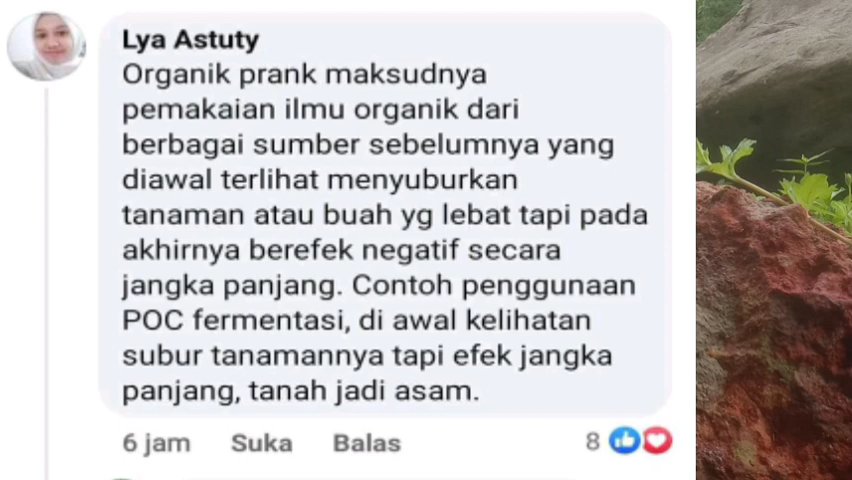 Lya Astuty
Organik prank maksudnya
pemakaian ilmu organik dari
berbagai sumber sebelumnya yang
diawal terlihat menyuburkan
tanaman atau buah yg lebat tapi pada
akhirnya berefek negatif secara
jangka panjang. Contoh penggunaan
POC fermentasi, di awal kelihatan
subur tanamannya tapi efek jangka
panjang, tanah jadi asam.
6 jam Suka Balas 8